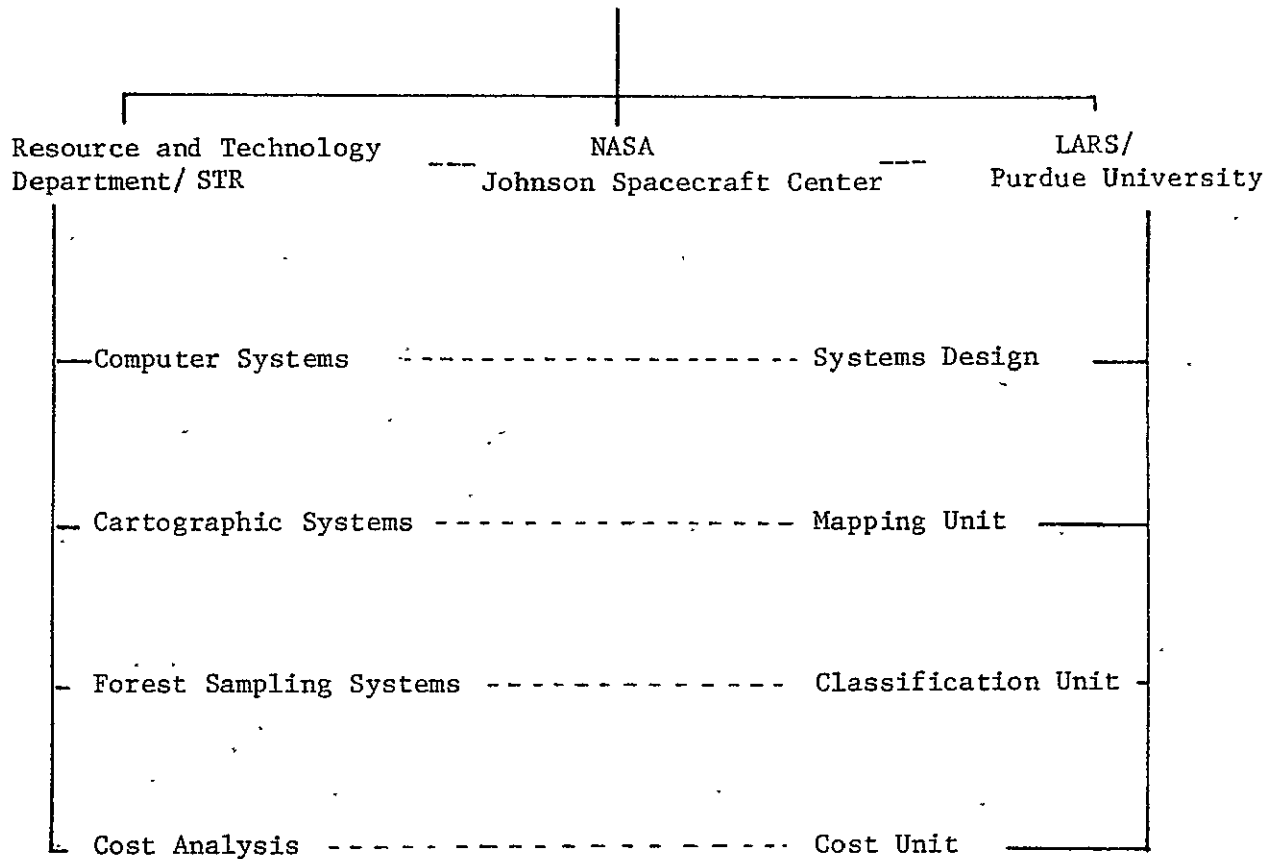 Resource and Technology
Department/ STR
NASA
Johnson Spacecraft Center
LARS/
Purdue University
Computer Systems
Systems Design
Cartographic Systems
Mapping Unit
Forest Sampling Systems
Classification Unit
Cost Analysis
Cost Unit